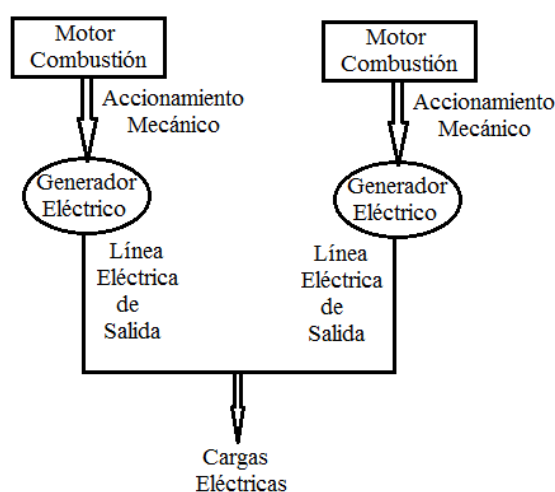 Motor
Combustión
Accionamiento
Mecánico
Generador
Eléctrico
Línea
Eléctrica
de
Salida
Motor
Combustión
Accionamiento
Mecánico
Generador
Eléctrico
Línea
Eléctrica
de
Salida
Cargas
Eléctricas